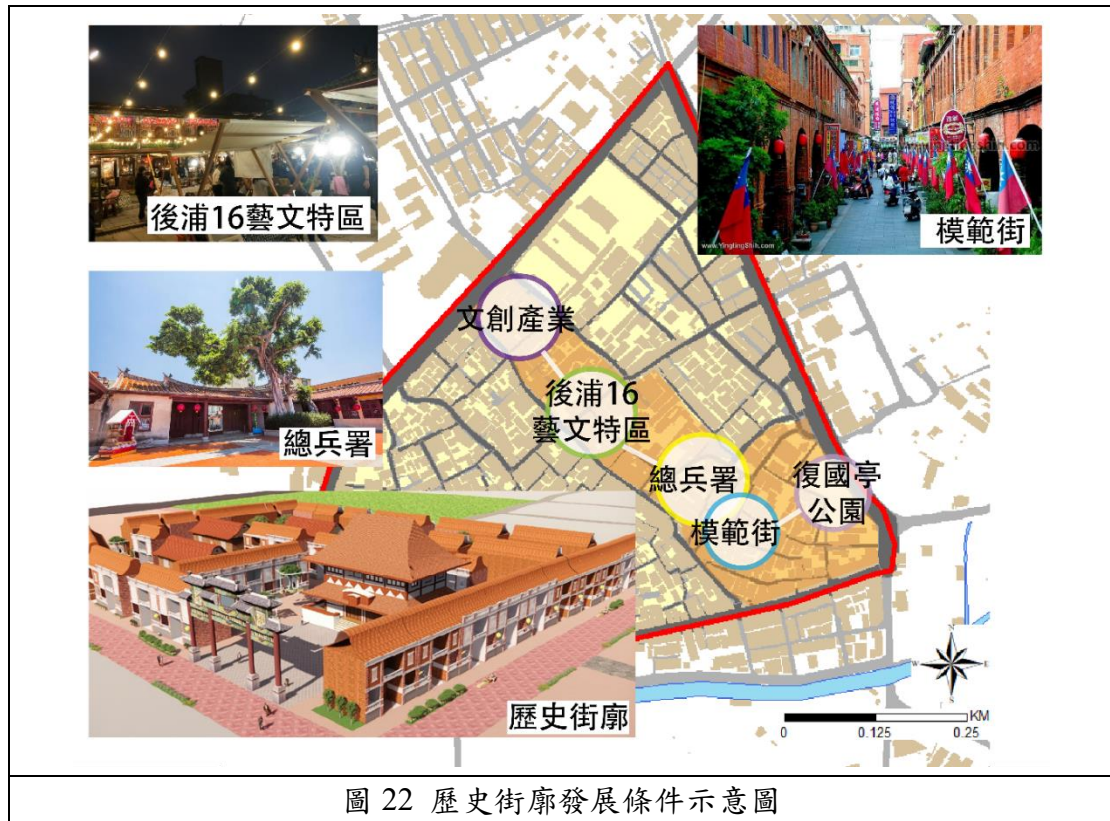 後浦16藝文特區
www.YinglingShih.com
模範街
總兵署
歷史街廓
文創產業
後浦16
藝文特區
總兵署
模範街
復國亭
公園
N
W
E
S
KM
0
0.125
0.25
圖 22 歷史街廓發展條件示意圖